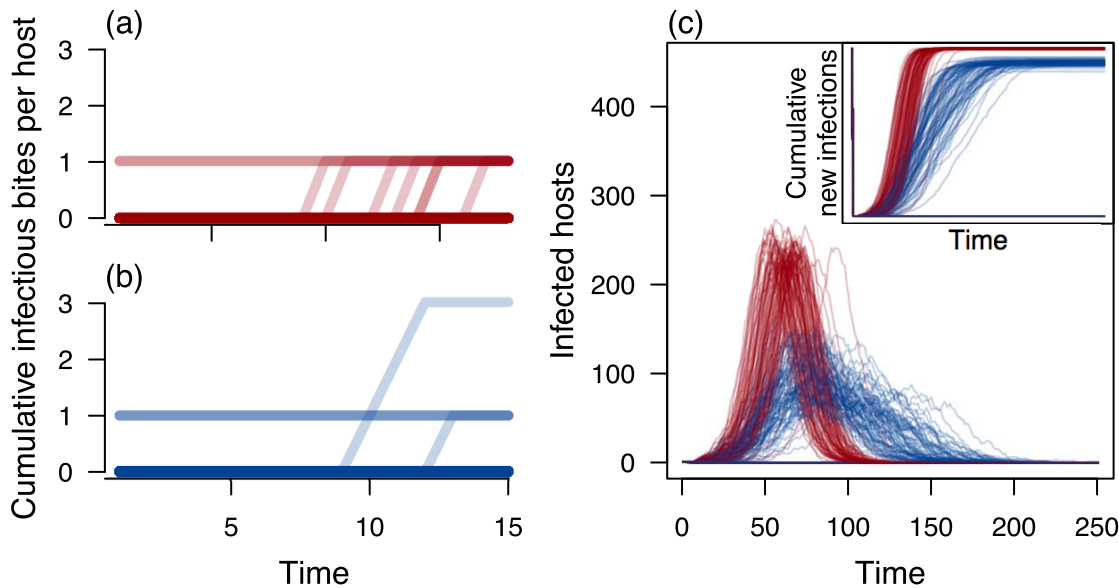 (a)
Cumulative infectious bites per host
3
2
1
0
(b)
3
2
1
0
5 10 15
Time
(c)
Infected hosts
400
300
200
100
0
0 50 100 150 200 250
Time
Cumulative
new infections
Time